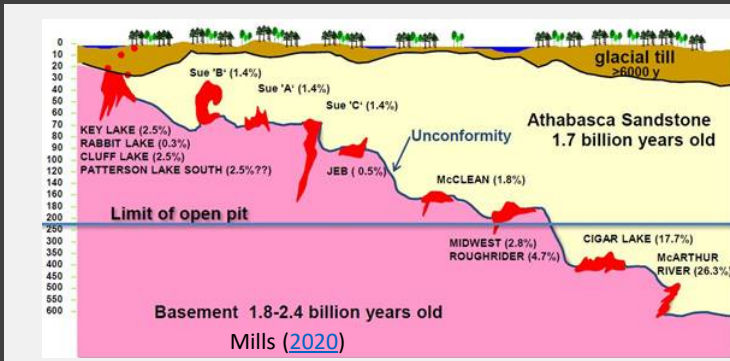 0
10
20
30
40
50
60
70
80
90
100
120
140
160
180
200
250
300
350
400
450
500
550
600
glacial till
>6000 y
Sue 'B' (1.4%)
Sue 'A' (1.4%)
Sue 'C' (1.4%)
Athabasca Sandstone
1.7 billion years old
Unconformity
KEY LAKE (2.5%)
RABBIT LAKE (0.3%)
CLUFF LAKE (2.5%)
PATTERSON LAKE SOUTH (2.5%??)
JEB ( 0.5%)
McCLEAN (1.8%)
Limit of open pit
MIDWEST (2.8%)
ROUGHRIDER (4.7%)
CIGAR LAKE (17.7%)
McARTHUR
RIVER (26.3%)
Basement 1.8-2.4 billion years old
Mills (2020)